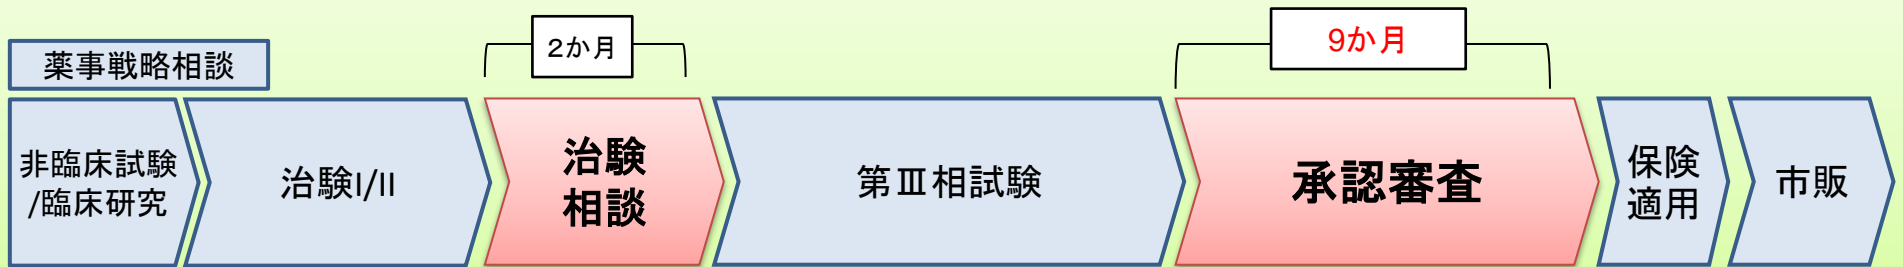 薬事戦略相談
2か月
9か月
非臨床試験
/臨床研究
治験I/II
治験
相談
第Ⅲ相試験
承認審査
保険
適用
市販